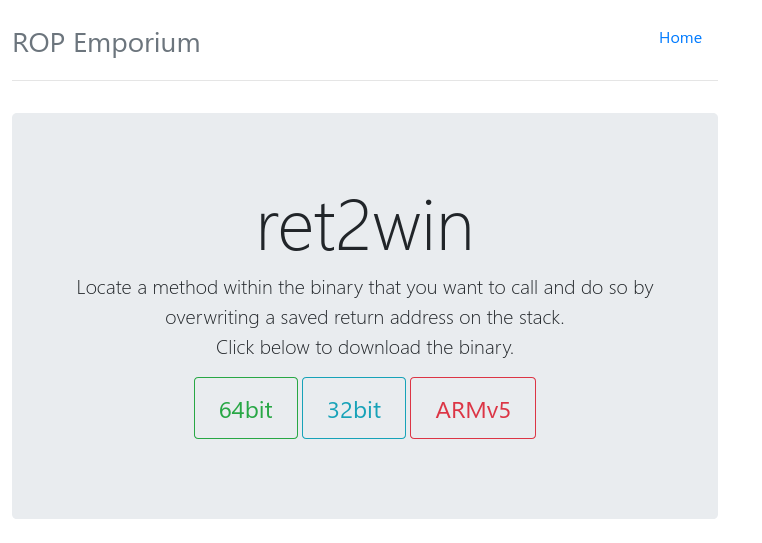 ROP Emporium
Home
ret2win
Locate a method within the binary that you want to call and do so by
overwriting a saved return address on the stack.
Click below to download the binary.
64bit
32bit
ARMv5